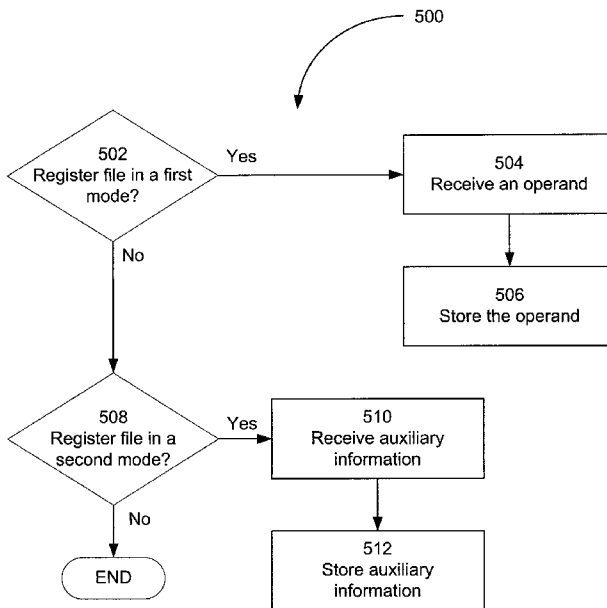 500
502
Register file in a first
mode?
Yes
504
Receive an operand
No
506
Store the operand
508
Register file in a
second mode?
Yes
510
Receive auxiliary
information
No
512
Store auxiliary
information
END